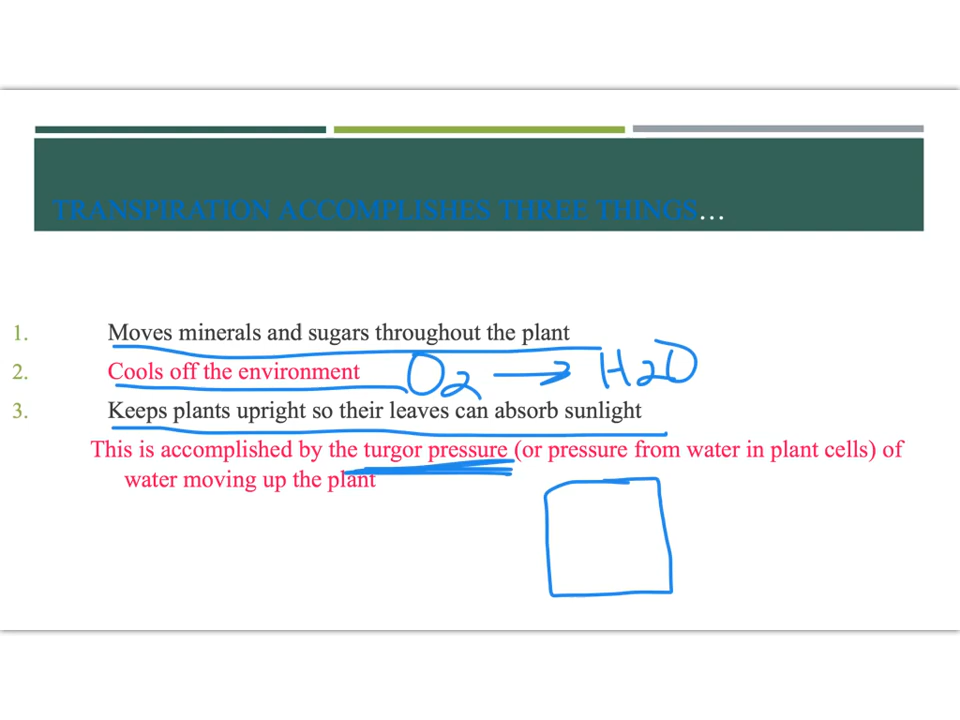 TRANSPIRATION ACCOMPLISHES THREE THINGS…
1. Moves minerals and sugars throughout the plant
2. Cools off the environment
O2 → H2O
3. Keeps plants upright so their leaves can absorb sunlight
This is accomplished by the turgor pressure (or pressure from water in plant cells) of
water moving up the plant